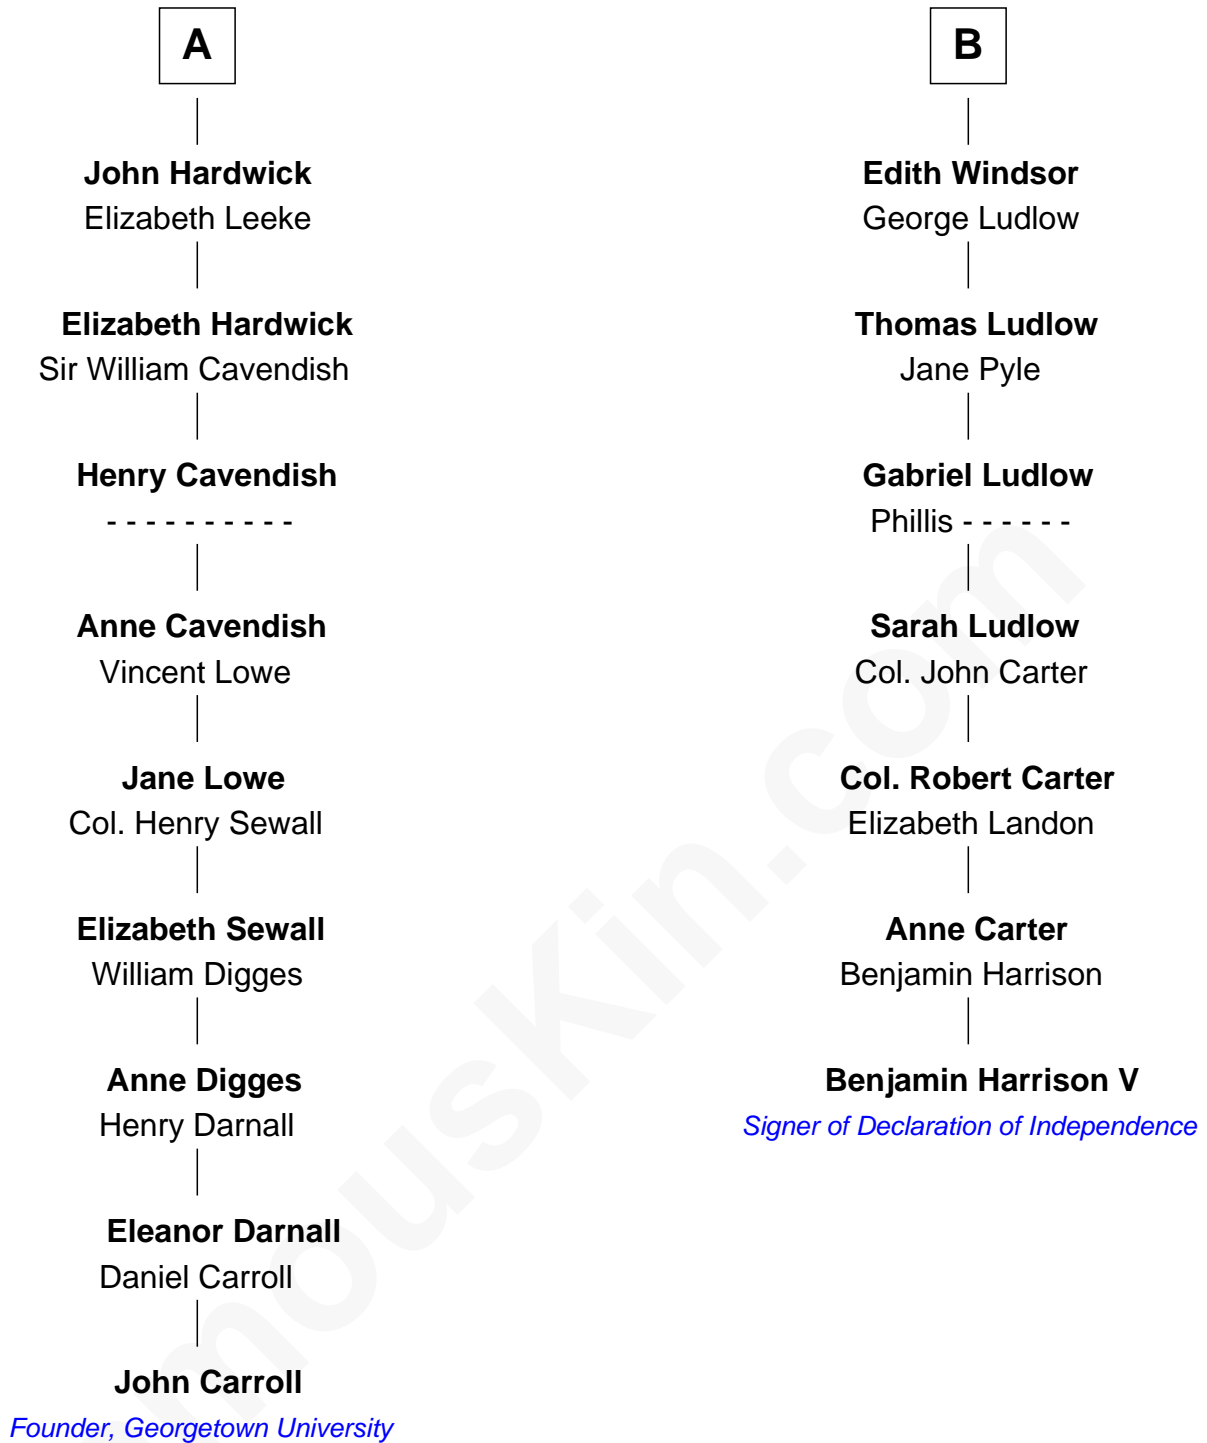 A
John Hardwick
Elizabeth Leeke
Elizabeth Hardwick
Sir William Cavendish
Henry Cavendish
- - - - - - - - - -
Anne Cavendish
Vincent Lowe
Jane Lowe
Col. Henry Sewall
Elizabeth Sewall
William Digges
Anne Digges
Henry Darnall
Eleanor Darnall
Daniel Carroll
John Carroll
Founder, Georgetown University
B
Edith Windsor
George Ludlow
Thomas Ludlow
Jane Pyle
Gabriel Ludlow
Phillis - - - - - -
Sarah Ludlow
Col. John Carter
Col. Robert Carter
Elizabeth Landon
Anne Carter
Benjamin Harrison
Benjamin Harrison V
Signer of Declaration of Independence
mouskin.com